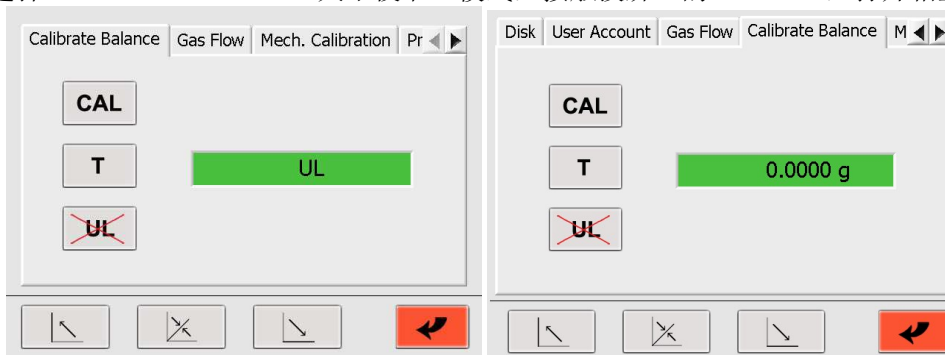 Calibrate Balance Gas Flow Mech. Calibration Pr
CAL
T
UL
UL
Disk User Account Gas Flow Calibrate Balance M
CAL
T
0.0000 g
UL